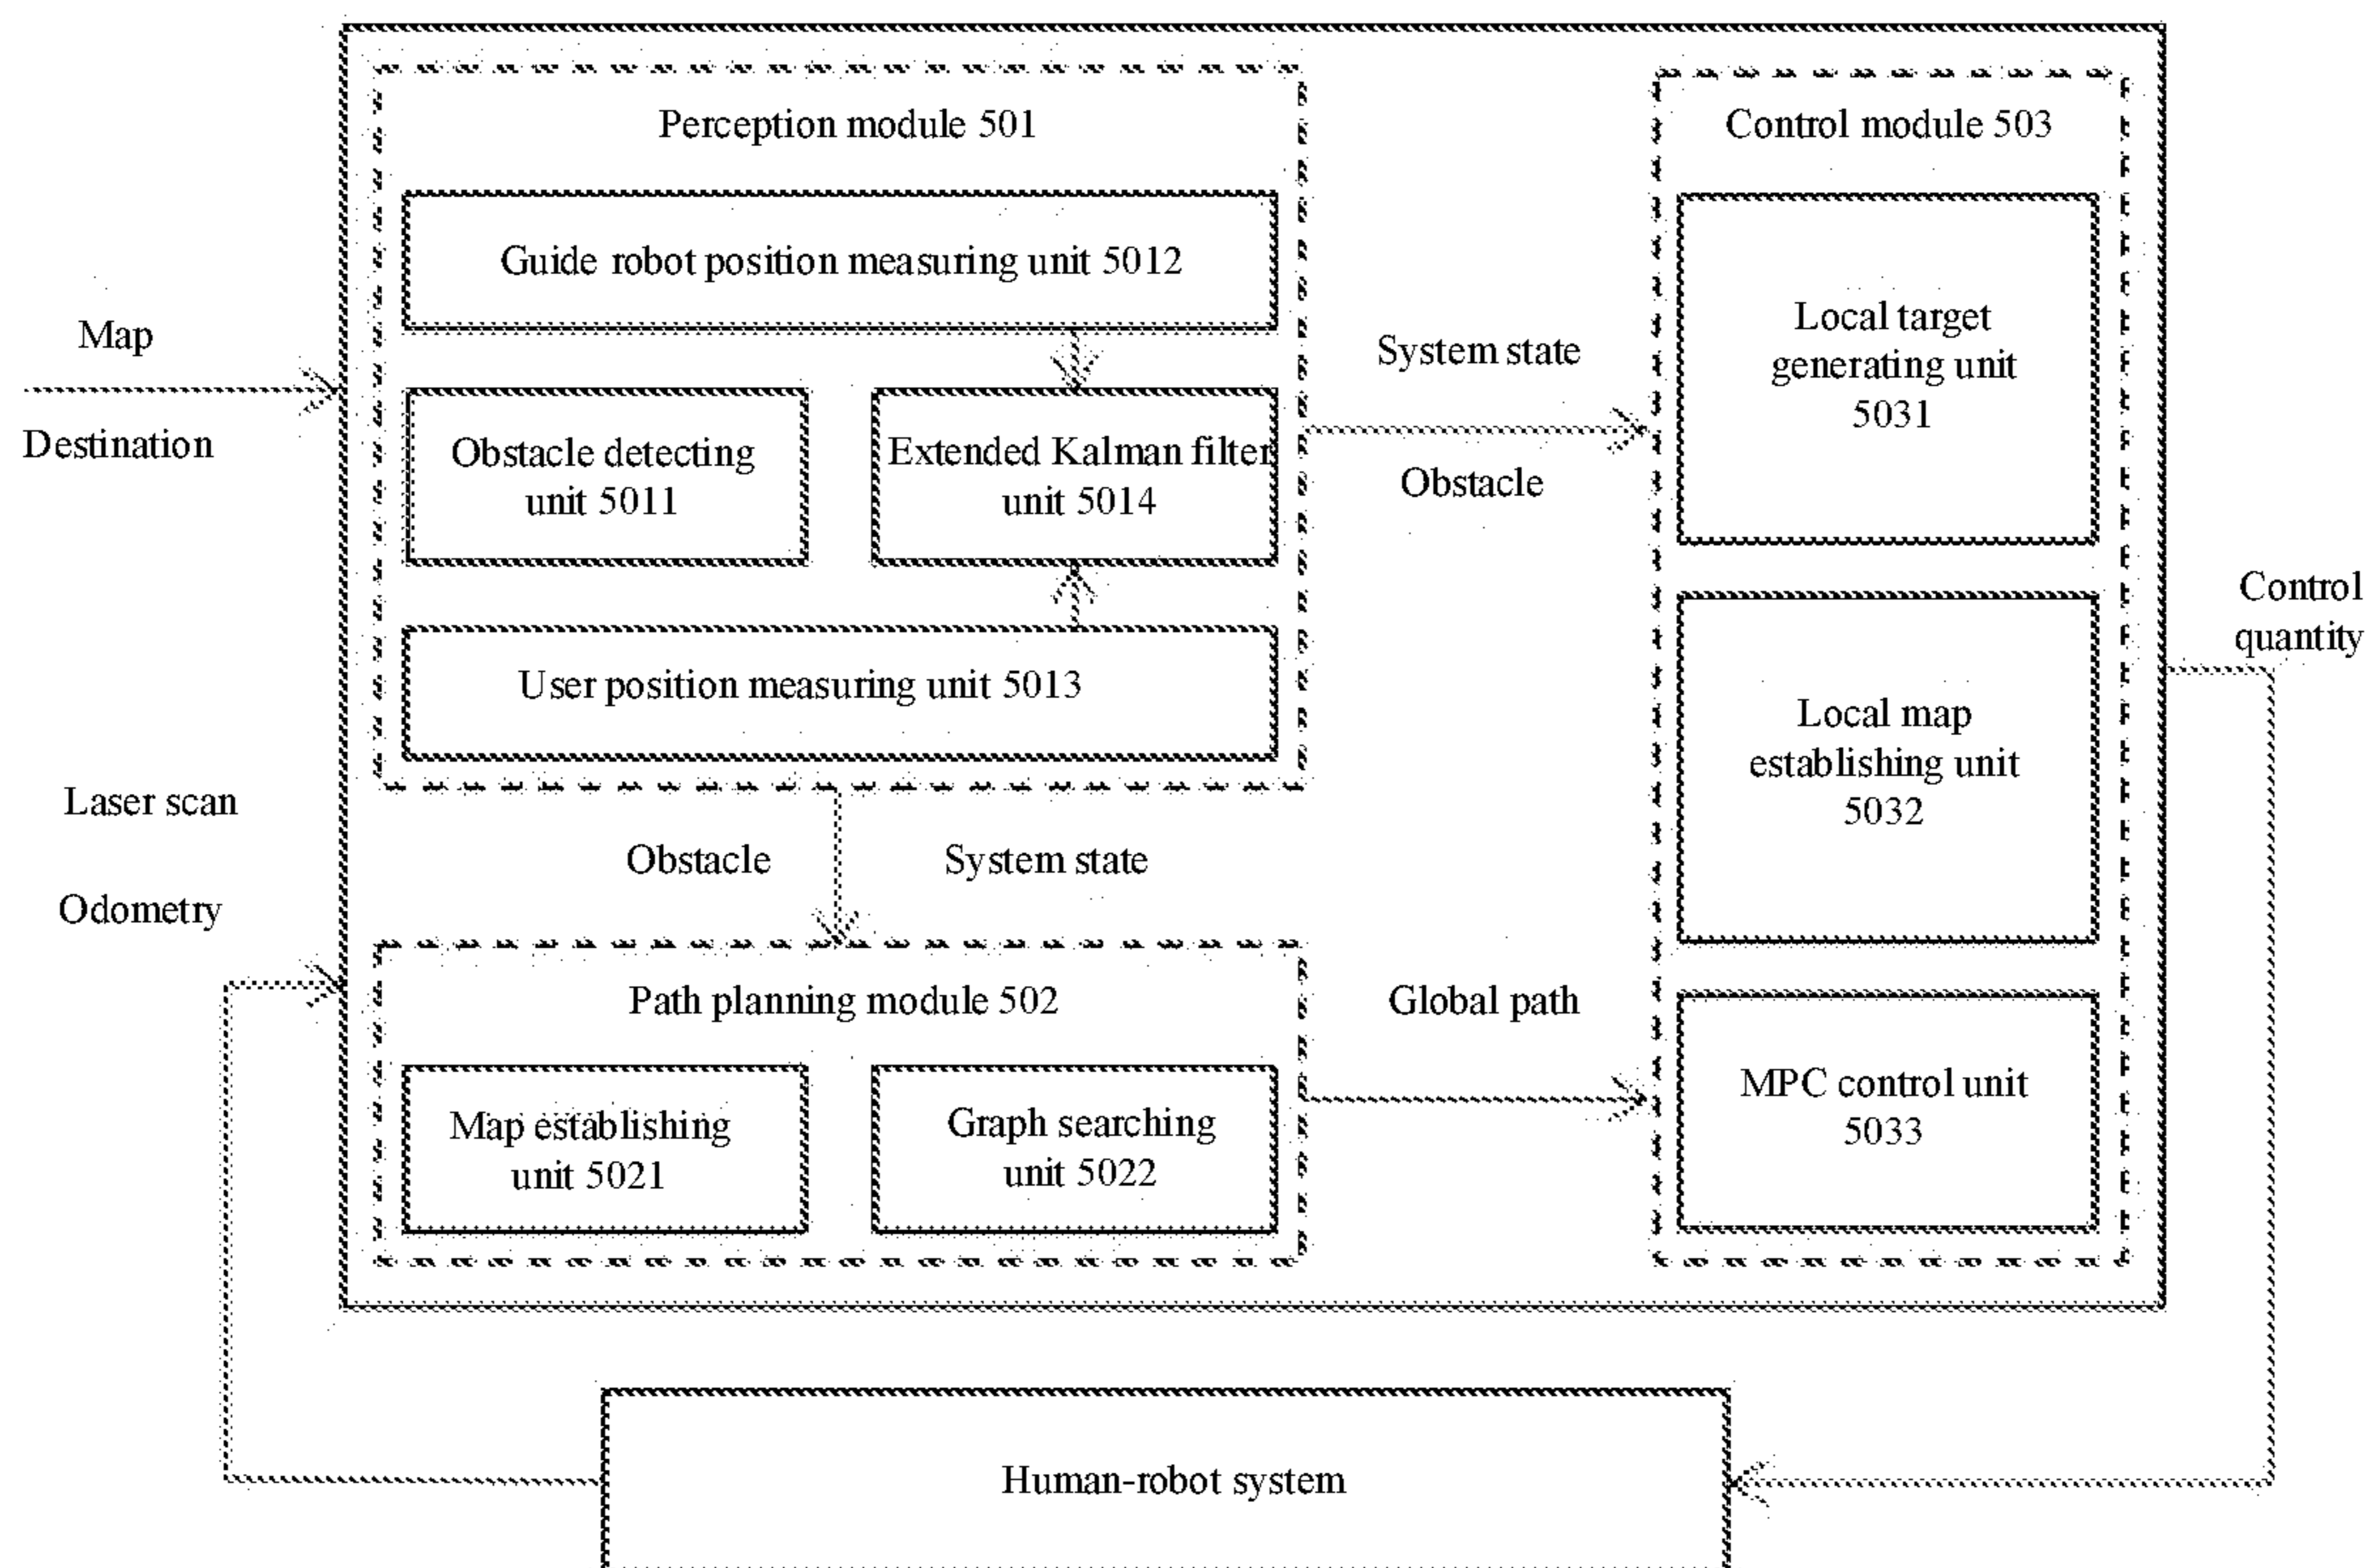 Perception module 501
Control module 503
Guide robot position measuring unit 5012
Map
Destination
Obstacle detecting
unit 5011
Extended Kalman filter
unit 5014
System state
Obstacle
Local target
generating unit
5031
User position measuring unit 5013
Control
quantity
Local map
establishing unit
5032
Laser scan
Odometry
Obstacle
System state
Path planning module 502
Global path
Map establishing
unit 5021
Graph searching
unit 5022
MPC control unit
5033
Human-robot system